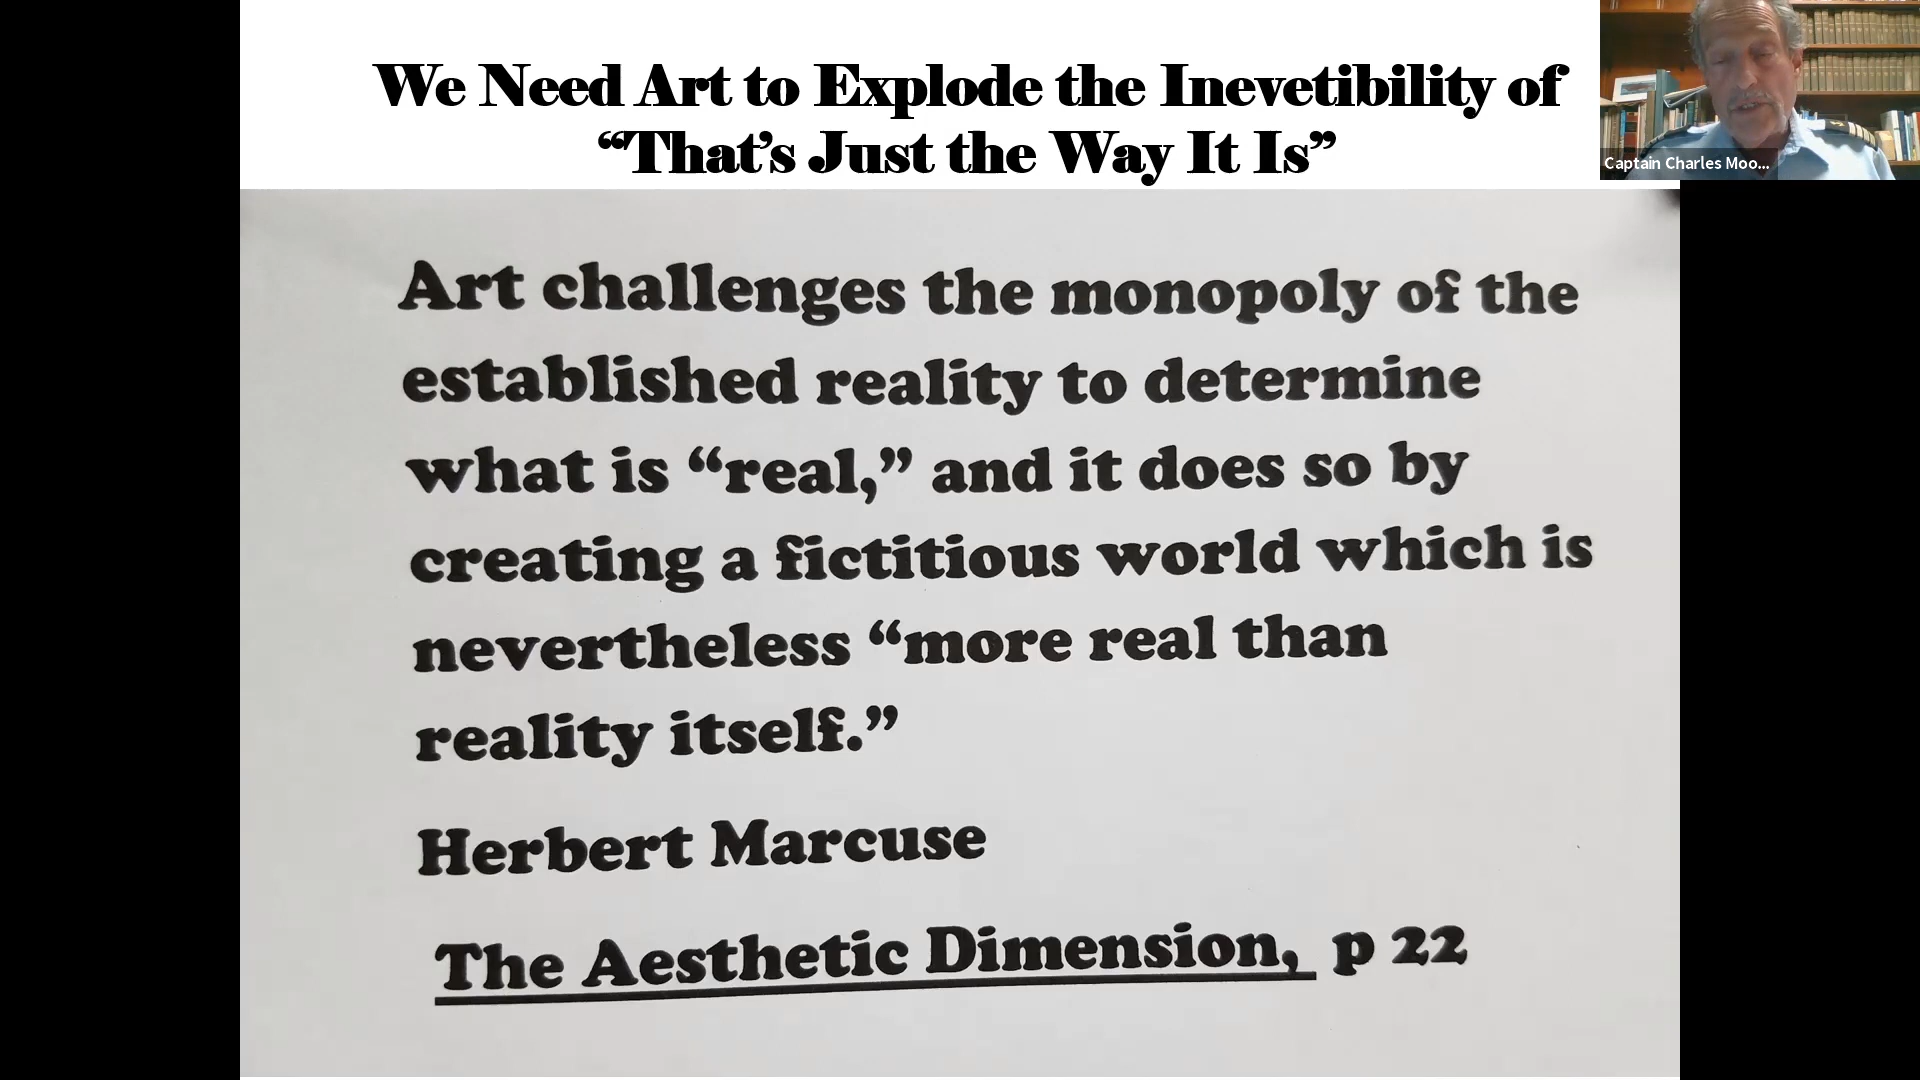 We Need Art to Explode the Inevetibility of
“That’s Just the Way It Is”
Captain Charles Moo...
Art challenges the monopoly of the
established reality to determine
what is “real,” and it does so by
creating a fictitious world which is
nevertheless “more real than
reality itself.”
Herbert Marcuse
The Aesthetic Dimension, p 22